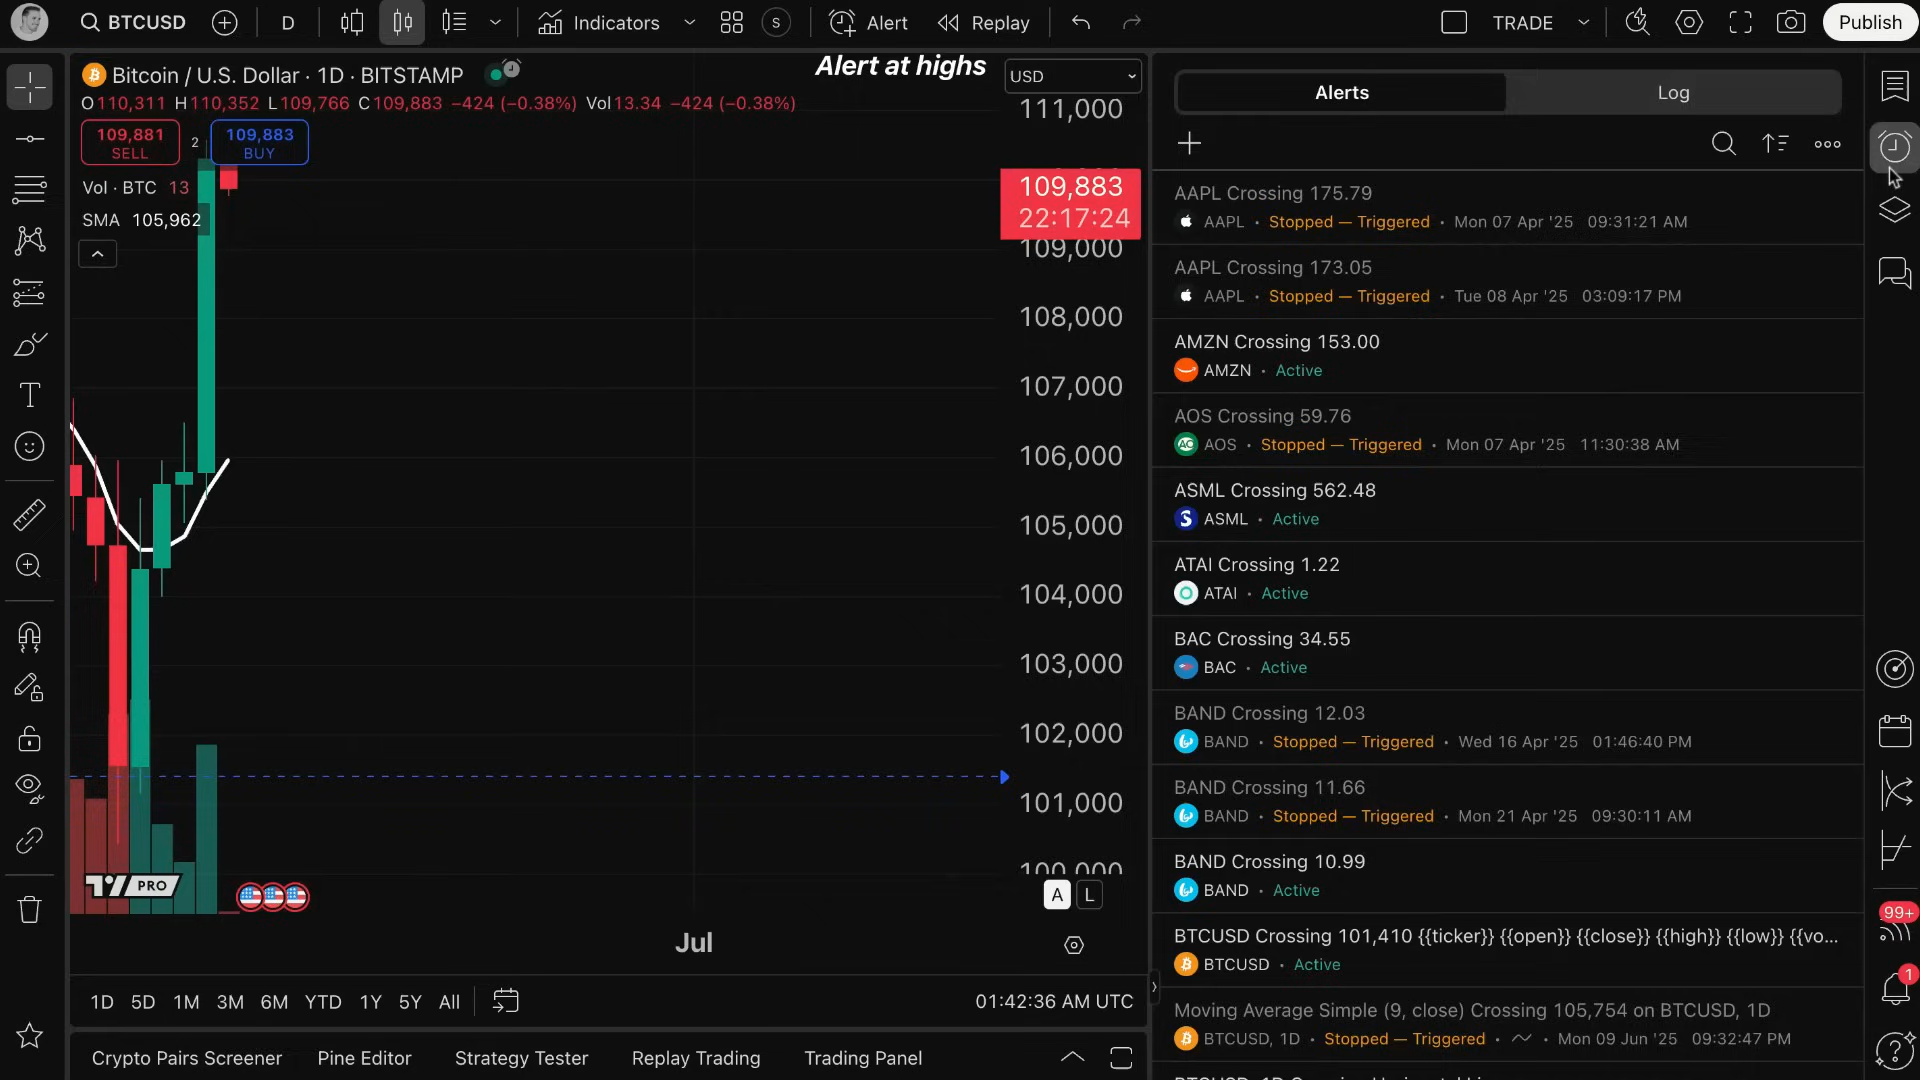 BTCUSD D Indicators S Alert Replay TRADE Publish
Bitcoin / U.S. Dollar · 1D · BITSTAMP
Alert at highs
USD
O110,311 H110,352 L109,766 C109,883 −424 (−0.38%) Vol13.34 −424 (−0.38%)
109,881
SELL
2
109,883
BUY
Vol · BTC 13
SMA 105,962
111,000
109,883
22:17:24
109,000
108,000
107,000
106,000
105,000
104,000
103,000
102,000
101,000
100,000
PRO
A L
Jul
1D 5D 1M 3M 6M YTD 1Y 5Y All
01:42:36 AM UTC
Crypto Pairs Screener Pine Editor Strategy Tester Replay Trading Trading Panel
Alerts Log
AAPL Crossing 175.79
AAPL • Stopped — Triggered • Mon 07 Apr '25 09:31:21 AM
AAPL Crossing 173.05
AAPL • Stopped — Triggered • Tue 08 Apr '25 03:09:17 PM
AMZN Crossing 153.00
AMZN • Active
AOS Crossing 59.76
AOS • Stopped — Triggered • Mon 07 Apr '25 11:30:38 AM
ASML Crossing 562.48
ASML • Active
ATAI Crossing 1.22
ATAI • Active
BAC Crossing 34.55
BAC • Active
BAND Crossing 12.03
BAND • Stopped — Triggered • Wed 16 Apr '25 01:46:40 PM
BAND Crossing 11.66
BAND • Stopped — Triggered • Mon 21 Apr '25 09:30:11 AM
BAND Crossing 10.99
BAND • Active
BTCUSD Crossing 101,410 {{ticker}} {{open}} {{close}} {{high}} {{low}} {{vo...
BTCUSD • Active
Moving Average Simple (9, close) Crossing 105,754 on BTCUSD, 1D
BTCUSD, 1D • Stopped — Triggered • Mon 09 Jun '25 09:32:47 PM
99+
1